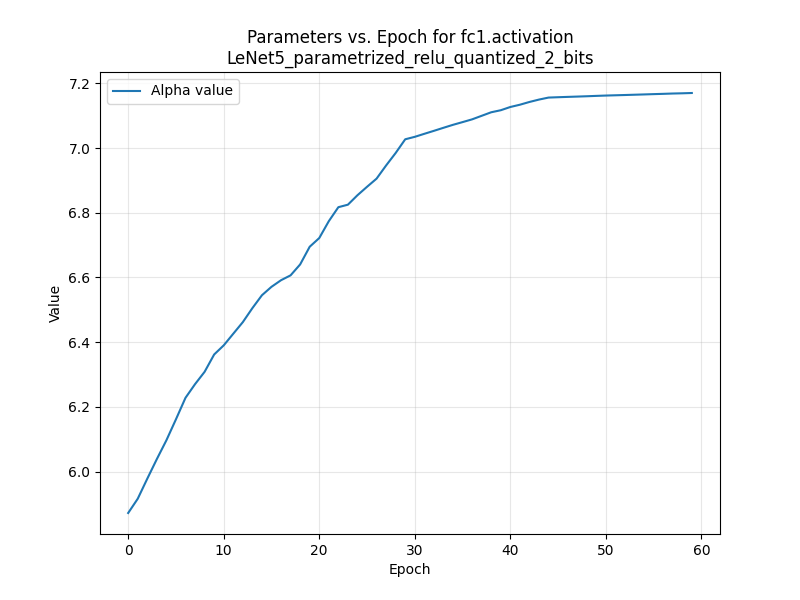 Parameters vs. Epoch for fc1.activation
LeNet5_parametrized_relu_quantized_2_bits
Alpha value
7.2
7.0
6.8
6.6
6.4
6.2
6.0
Value
0 10 20 30 40 50 60
Epoch